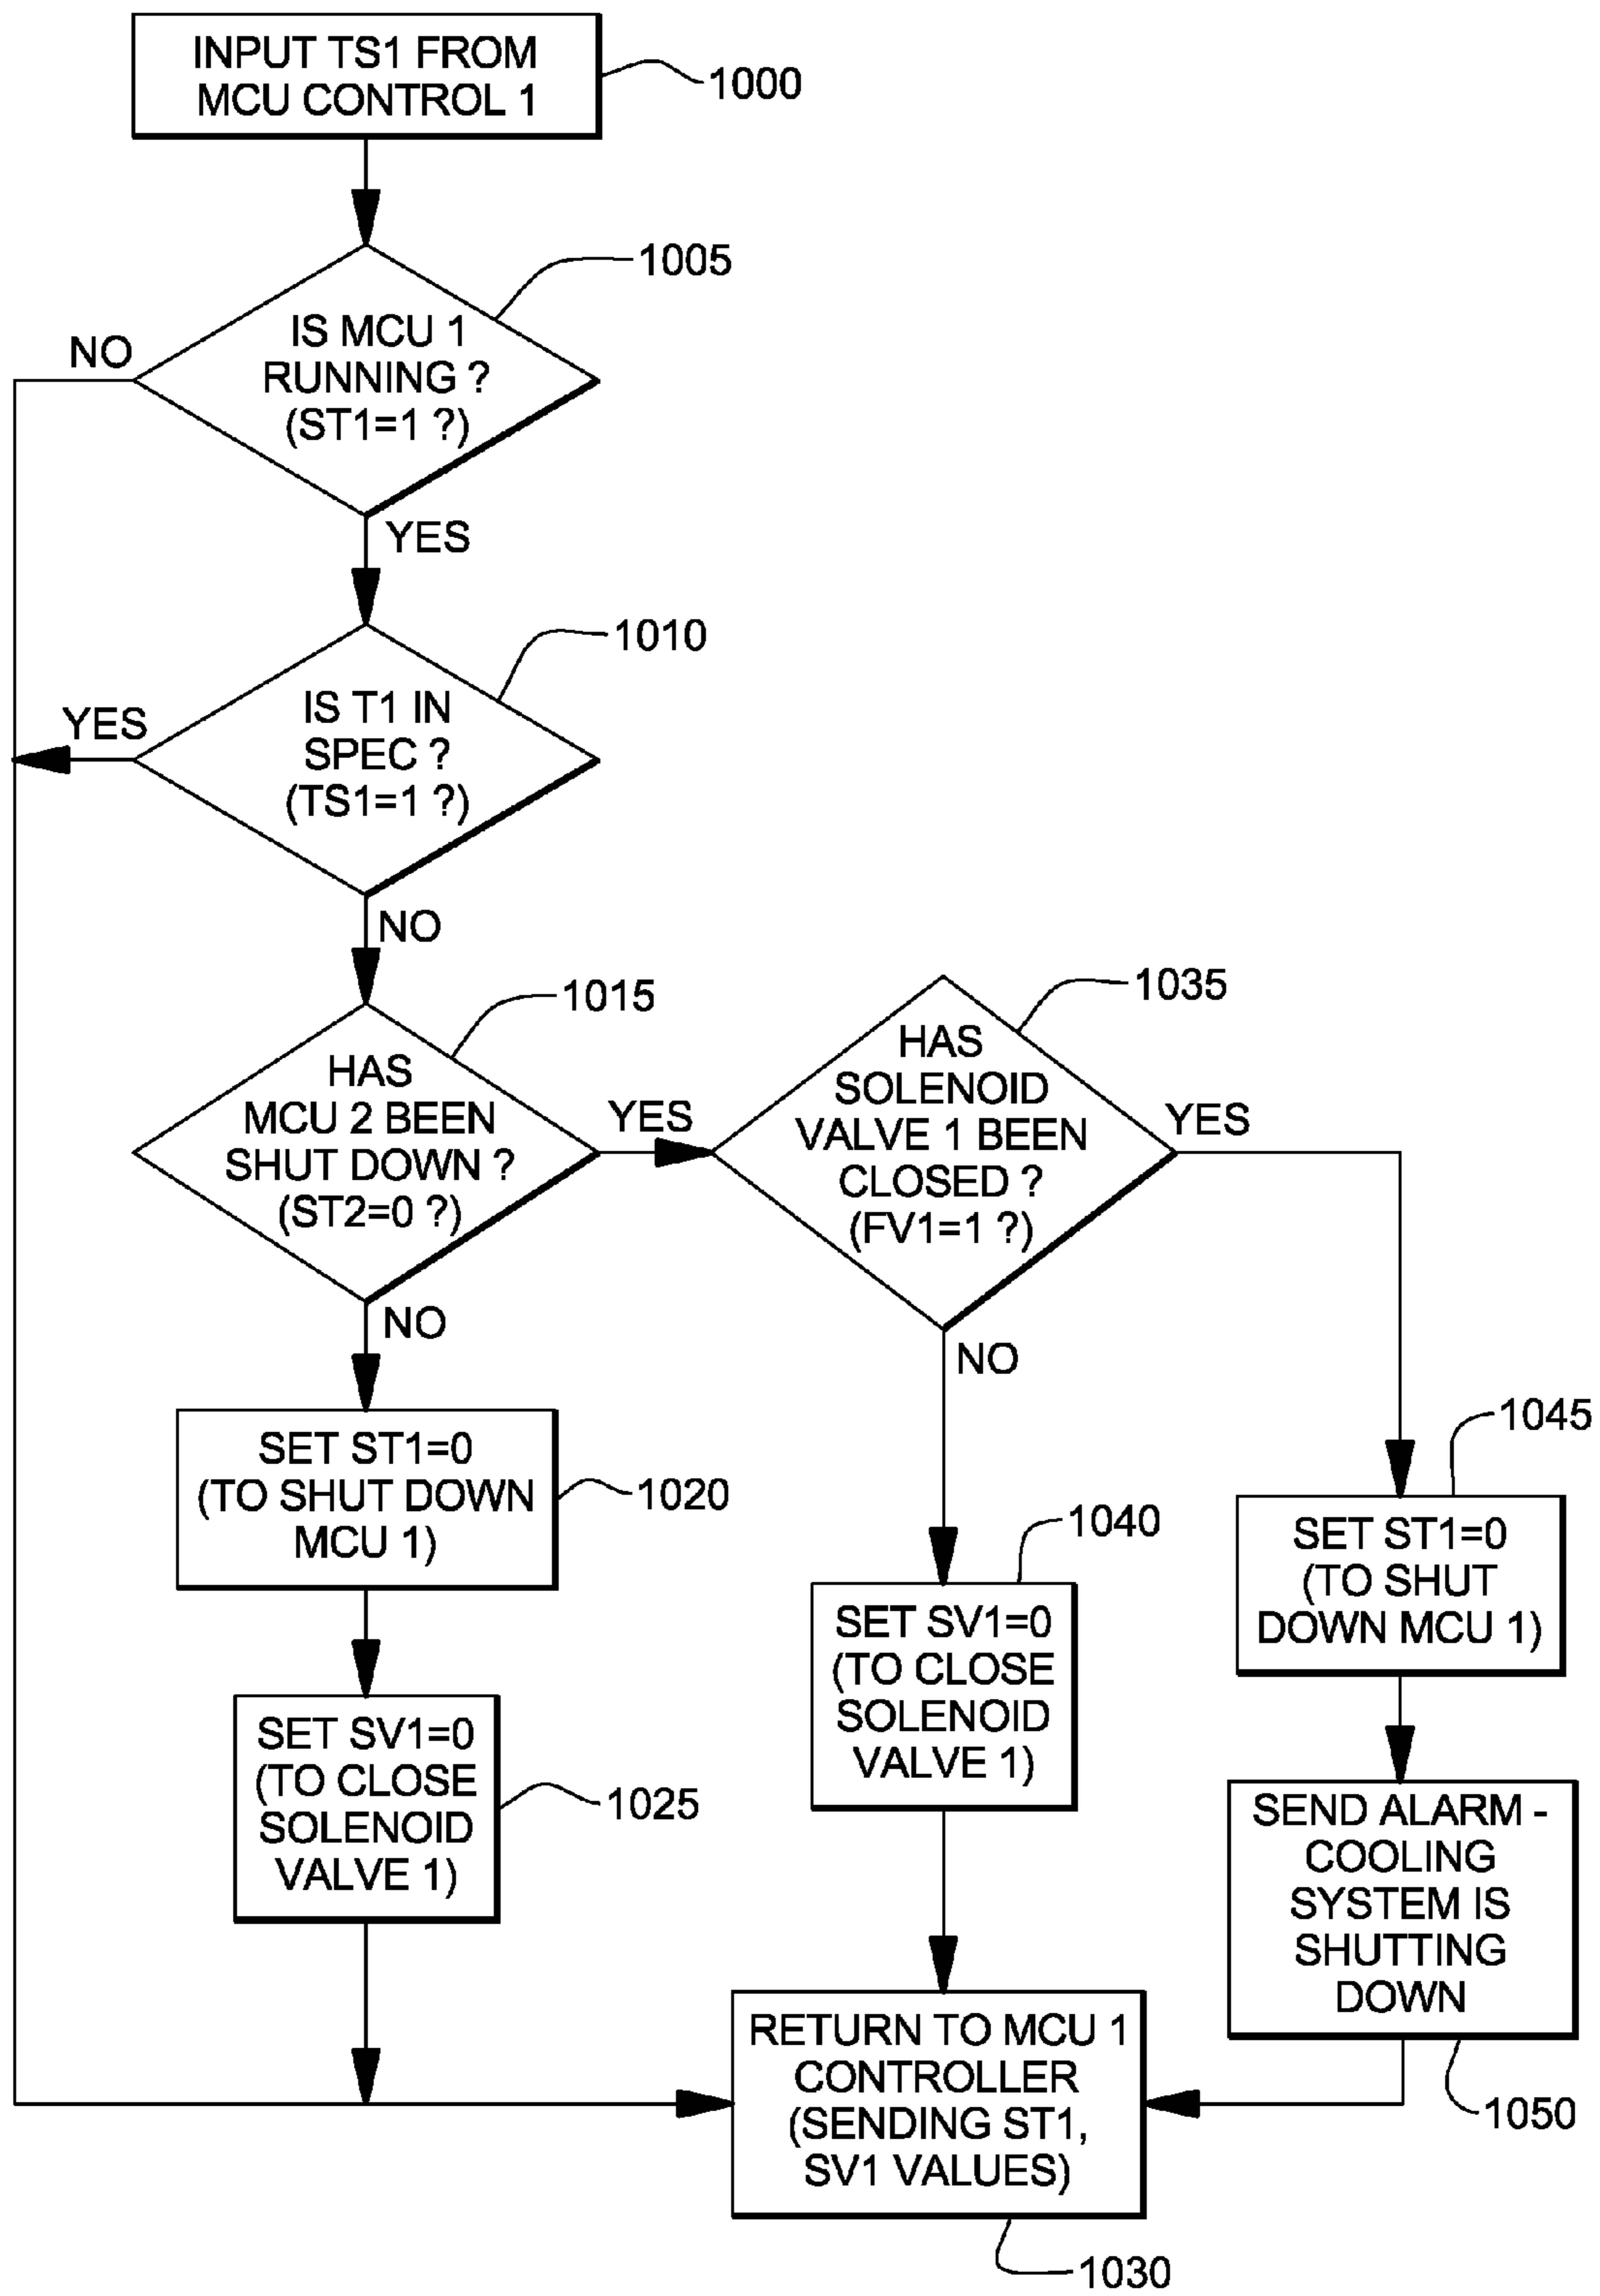 INPUT TS1 FROM
MCU CONTROL 1
1000
IS MCU 1
RUNNING ?
(ST1=1 ?)
1005
NO
YES
IS T1 IN
SPEC ?
(TS1=1 ?)
1010
YES
NO
HAS
MCU 2 BEEN
SHUT DOWN ?
(ST2=0 ?)
1015
YES
NO
HAS
SOLENOID
VALVE 1 BEEN
CLOSED ?
(FV1=1 ?)
1035
YES
NO
SET ST1=0
(TO SHUT DOWN
MCU 1)
1020
SET SV1=0
(TO CLOSE
SOLENOID
VALVE 1)
1025
SET SV1=0
(TO CLOSE
SOLENOID
VALVE 1)
1040
SET ST1=0
(TO SHUT
DOWN MCU 1)
1045
SEND ALARM -
COOLING
SYSTEM IS
SHUTTING
DOWN
1050
RETURN TO MCU 1
CONTROLLER
(SENDING ST1,
SV1 VALUES)
1030